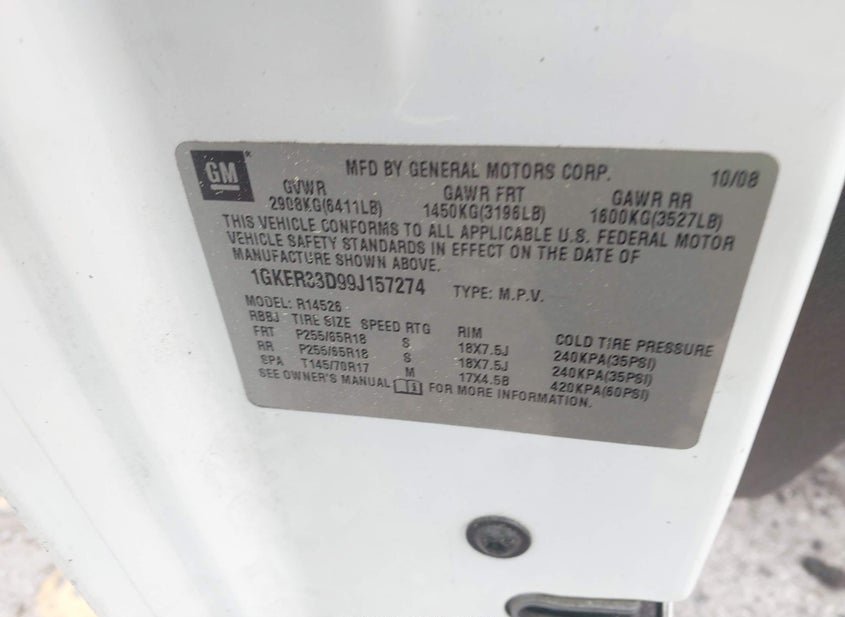 GM
MFD BY GENERAL MOTORS CORP. 10/08
GVWR GAWR FRT GAWR RR
2908KG(6411LB) 1450KG(3196LB) 1600KG(3527LB)
THIS VEHICLE CONFORMS TO ALL APPLICABLE U.S. FEDERAL MOTOR
VEHICLE SAFETY STANDARDS IN EFFECT ON THE DATE OF
MANUFACTURE SHOWN ABOVE.
1GKER33D99J157274 TYPE: M.P.V.
MODEL: R14526
RBBJ TIRE SIZE SPEED RTG RIM COLD TIRE PRESSURE
FRT P255/65R18 S 18X7.5J 240KPA(35PSI)
RR P255/65R18 S 18X7.5J 240KPA(35PSI)
SPA T145/70R17 M 17X4.5B 420KPA(60PSI)
SEE OWNER'S MANUAL FOR MORE INFORMATION.